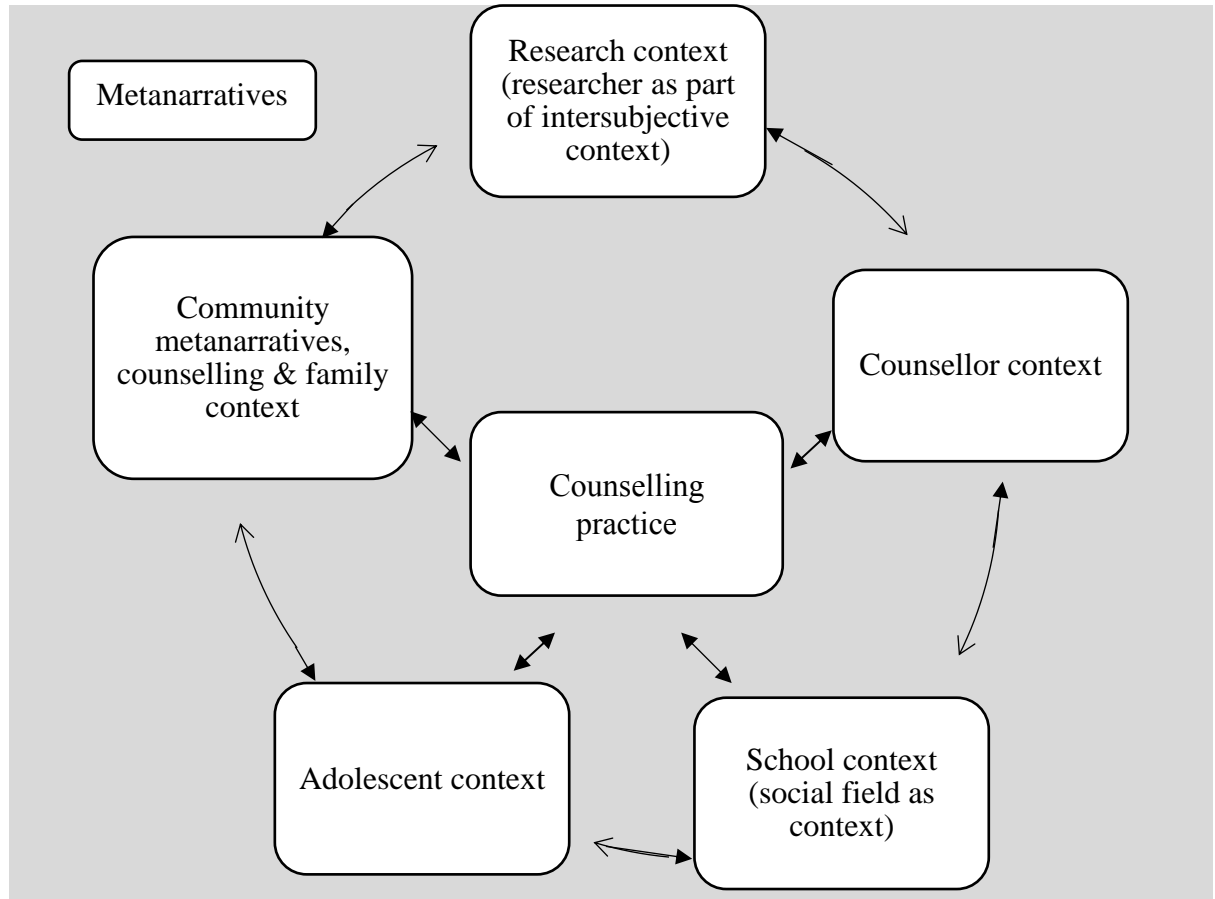 Metanarratives
Research context
(researcher as part
of intersubjective
context)
Community
metanarratives,
counselling & family
context
Counsellor context
Counselling
practice
Adolescent context
School context
(social field as
context)